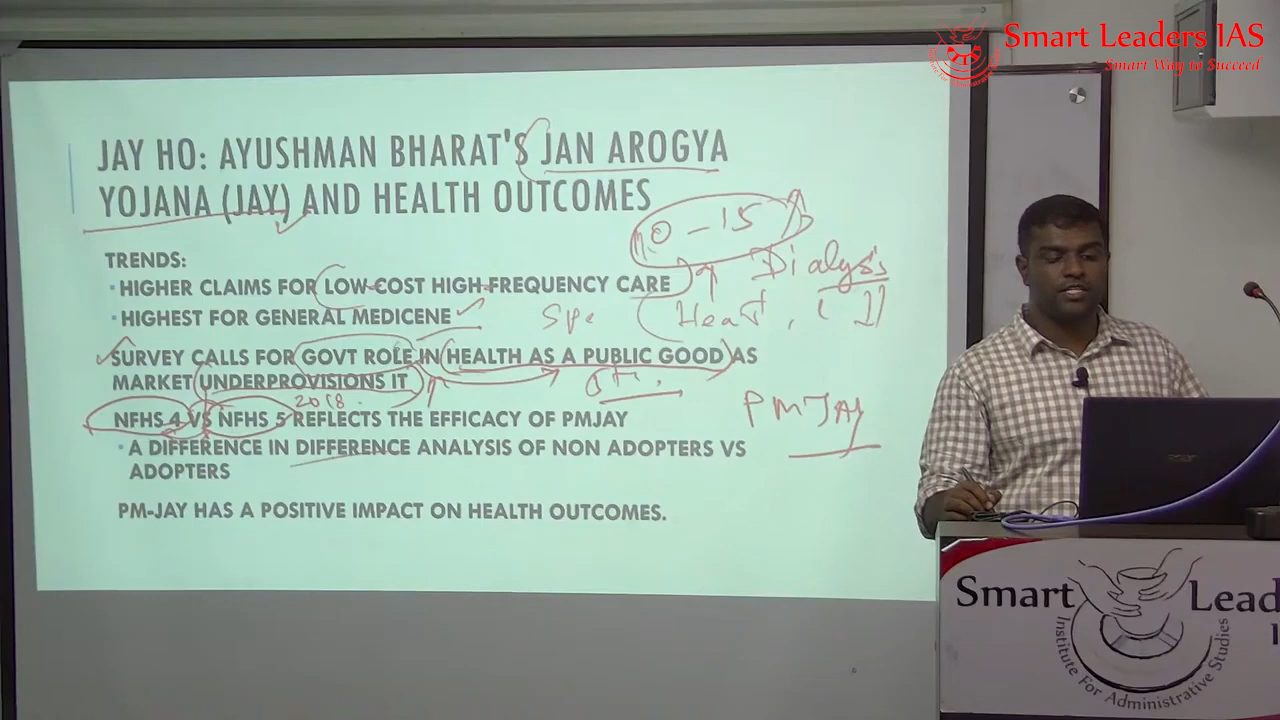 Smart Leaders IAS
Smart Way to Succeed
JAY HO: AYUSHMAN BHARAT'S JAN AROGYA
YOJANA (JAY) AND HEALTH OUTCOMES
0 - 15
TRENDS:
Dialysis
HIGHER CLAIMS FOR LOW-COST HIGH-FREQUENCY CARE
HIGHEST FOR GENERAL MEDICENE
Spe
Heart,
SURVEY CALLS FOR GOVT ROLE IN HEALTH AS A PUBLIC GOOD AS
MARKET UNDERPROVISIONS IT
2018
NFHS 4 VS NFHS 5 REFLECTS THE EFFICACY OF PMJAY
PMJAY
A DIFFERENCE IN DIFFERENCE ANALYSIS OF NON ADOPTERS VS
ADOPTERS
PM-JAY HAS A POSITIVE IMPACT ON HEALTH OUTCOMES.
acer
Smart Lead
I
Institute For Administrative Studies